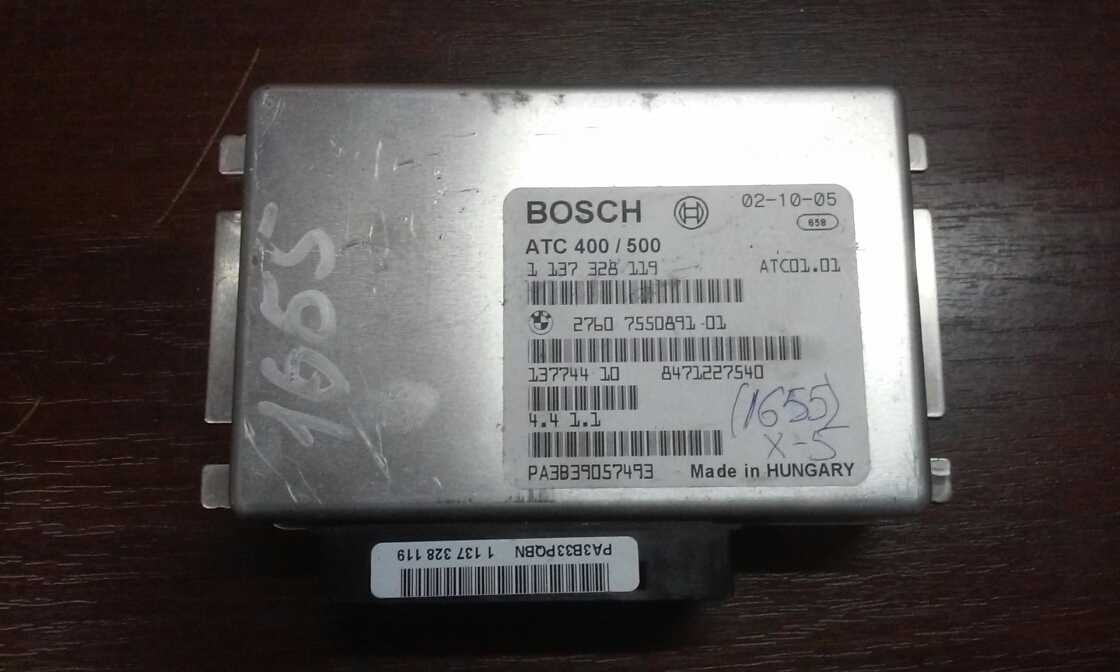 1655
BOSCH 02-10-05
658
ATC 400 / 500
1 137 328 119 ATC01.01
2760 7550891 01
137744 10 8471227540
(1655)
4.4 1.1
X-5
PA3B39057493 Made in HUNGARY
PA3B33PQBN 1 137 328 119